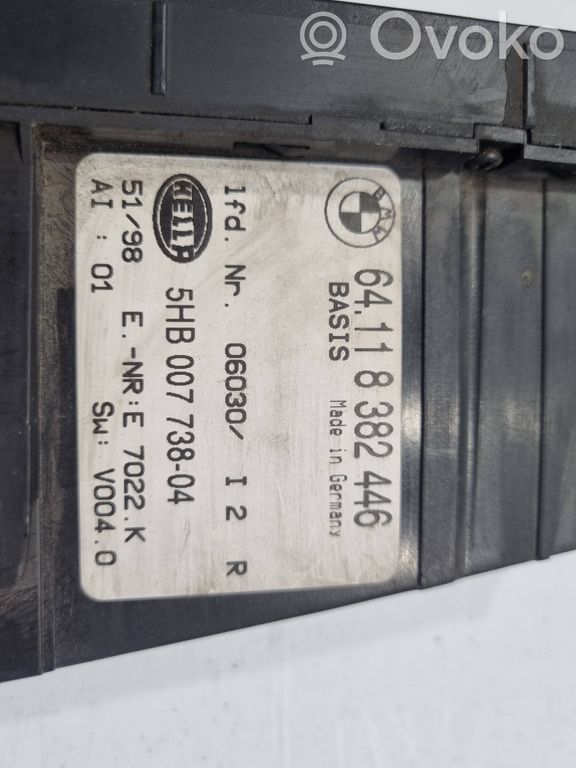 Ovoko
BMW
64.11 8 382 446
BASIS
Made in Germany
lfd. Nr. 06030/ I 2 R
HELLA
5HB 007 738-04
51/98 E.-NR:E 7022.K
AI : 01 SW: V004.0